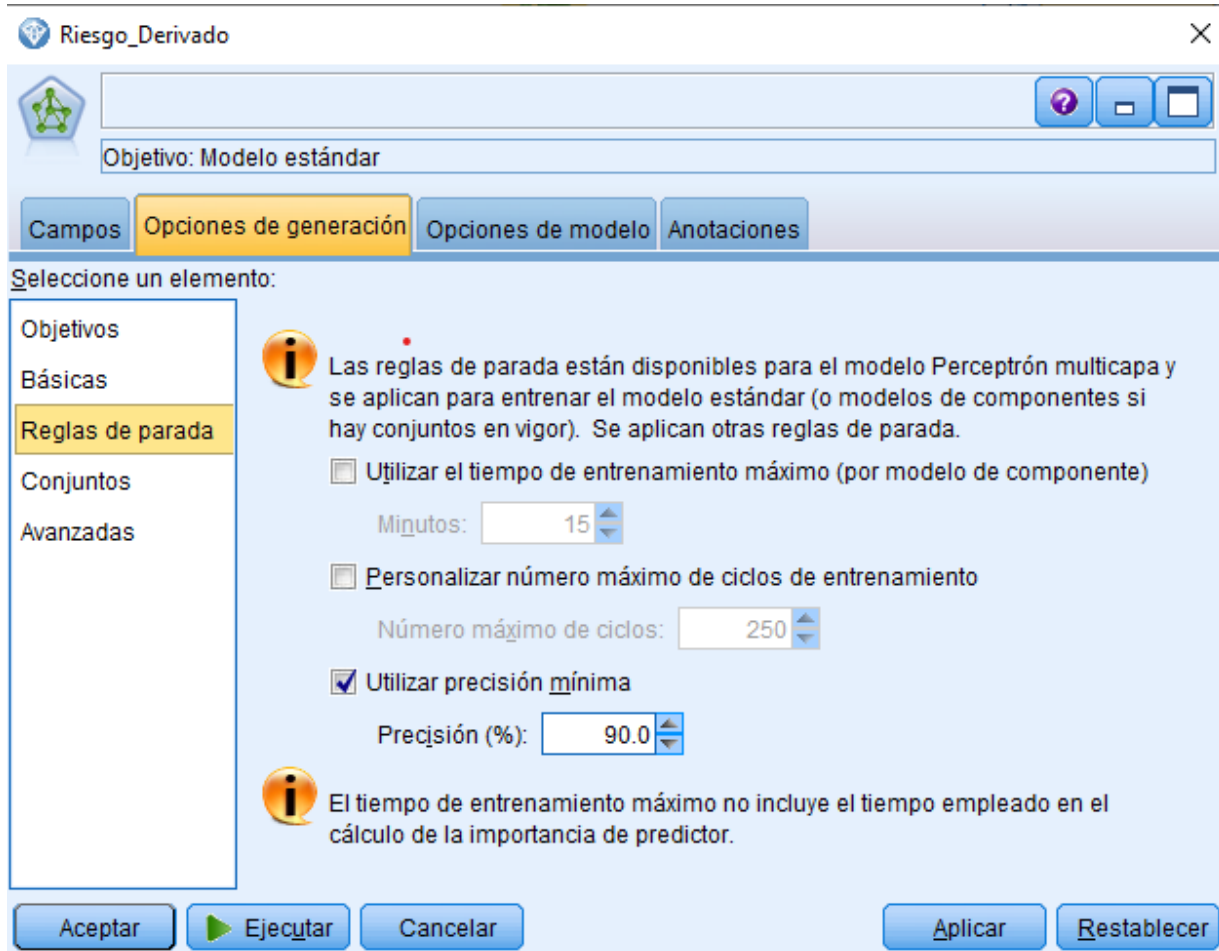 Riesgo_Derivado
Objetivo: Modelo estándar
Campos Opciones de generación Opciones de modelo Anotaciones
Seleccione un elemento:
Objetivos
Básicas
Reglas de parada
Conjuntos
Avanzadas
Las reglas de parada están disponibles para el modelo Perceptrón multicapa y
se aplican para entrenar el modelo estándar (o modelos de componentes si
hay conjuntos en vigor). Se aplican otras reglas de parada.
Utilizar el tiempo de entrenamiento máximo (por modelo de componente)
Minutos: 15
Personalizar número máximo de ciclos de entrenamiento
Número máximo de ciclos: 250
Utilizar precisión mínima
Precisión (%): 90.0
El tiempo de entrenamiento máximo no incluye el tiempo empleado en el
cálculo de la importancia de predictor.
Aceptar Ejecutar Cancelar Aplicar Restablecer